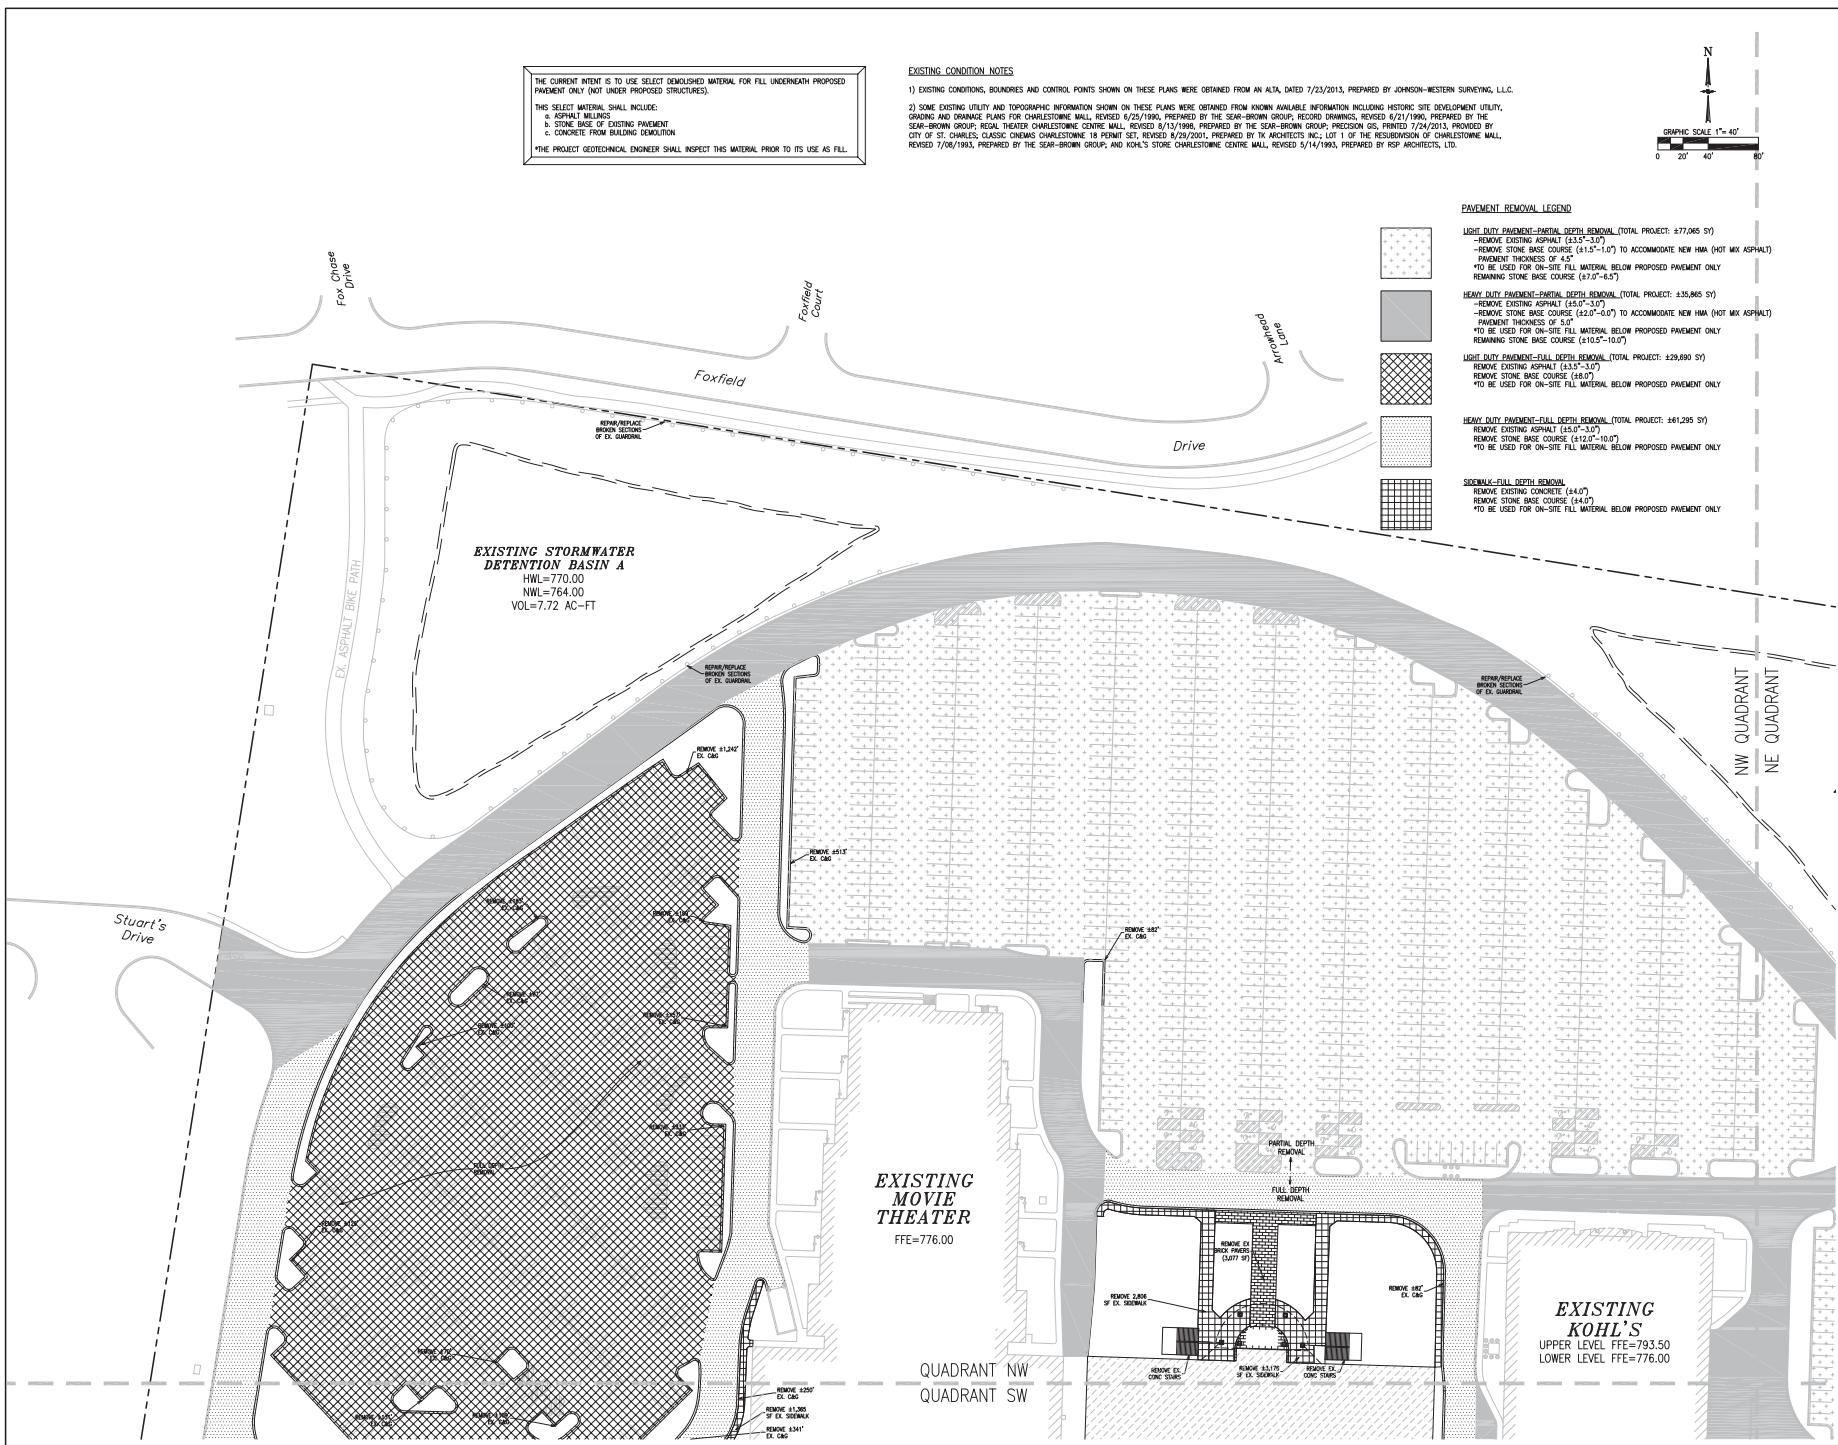 THE CURRENT INTENT IS TO USE SELECT DEMOLISHED MATERIAL FOR FILL UNDERNEATH PROPOSED
PAVEMENT ONLY (NOT UNDER PROPOSED STRUCTURES).
THIS SELECT MATERIAL SHALL INCLUDE:
a. ASPHALT MILLINGS
b. STONE BASE OF EXISTING PAVEMENT
c. CONCRETE FROM BUILDING DEMOLITION
*THE PROJECT GEOTECHNICAL ENGINEER SHALL INSPECT THIS MATERIAL PRIOR TO ITS USE AS FILL.
EXISTING CONDITION NOTES
1) EXISTING CONDITIONS, BOUNDRIES AND CONTROL POINTS SHOWN ON THESE PLANS WERE OBTAINED FROM AN ALTA, DATED 7/23/2013, PREPARED BY JOHNSON-WESTERN SURVEYING, L.L.C.
2) SOME EXISTING UTILITY AND TOPOGRAPHIC INFORMATION SHOWN ON THESE PLANS WERE OBTAINED FROM KNOWN AVAILABLE INFORMATION INCLUDING HISTORIC SITE DEVELOPMENT UTILITY,
GRADING AND DRAINAGE PLANS FOR CHARLESTOWNE MALL, REVISED 6/25/1990, PREPARED BY THE SEAR-BROWN GROUP; RECORD DRAWINGS, REVISED 6/21/1990, PREPARED BY THE
SEAR-BROWN GROUP; REGAL THEATER CHARLESTOWNE CENTRE MALL, REVISED 8/13/1998, PREPARED BY THE SEAR-BROWN GROUP; PRECISION GIS, PRINTED 7/24/2013, PROVIDED BY
CITY OF ST. CHARLES; CLASSIC CINEMAS CHARLESTOWNE 18 PERMIT SET, REVISED 8/29/2001, PREPARED BY TK ARCHITECTS INC.; LOT 1 OF THE RESUBDIVISION OF CHARLESTOWNE MALL,
REVISED 7/08/1993, PREPARED BY THE SEAR-BROWN GROUP; AND KOHL'S STORE CHARLESTOWNE CENTRE MALL, REVISED 5/14/1993, PREPARED BY RSP ARCHITECTS, LTD.
N
GRAPHIC SCALE 1"= 40'
0 20' 40' 80'
PAVEMENT REMOVAL LEGEND
LIGHT DUTY PAVEMENT-PARTIAL DEPTH REMOVAL (TOTAL PROJECT: ±77,065 SY)
-REMOVE EXISTING ASPHALT (±3.5"-3.0")
-REMOVE STONE BASE COURSE (±1.5"-1.0") TO ACCOMMODATE NEW HMA (HOT MIX ASPHALT)
PAVEMENT THICKNESS OF 4.5"
*TO BE USED FOR ON-SITE FILL MATERIAL BELOW PROPOSED PAVEMENT ONLY
REMAINING STONE BASE COURSE (±7.0"-6.5")
HEAVY DUTY PAVEMENT-PARTIAL DEPTH REMOVAL (TOTAL PROJECT: ±35,865 SY)
-REMOVE EXISTING ASPHALT (±5.0"-3.0")
-REMOVE STONE BASE COURSE (±2.0"-0.0") TO ACCOMMODATE NEW HMA (HOT MIX ASPHALT)
PAVEMENT THICKNESS OF 5.0"
*TO BE USED FOR ON-SITE FILL MATERIAL BELOW PROPOSED PAVEMENT ONLY
REMAINING STONE BASE COURSE (±10.5"-10.0")
LIGHT DUTY PAVEMENT-FULL DEPTH REMOVAL (TOTAL PROJECT: ±29,690 SY)
REMOVE EXISTING ASPHALT (±3.5"-3.0")
REMOVE STONE BASE COURSE (±8.0")
*TO BE USED FOR ON-SITE FILL MATERIAL BELOW PROPOSED PAVEMENT ONLY
HEAVY DUTY PAVEMENT-FULL DEPTH REMOVAL (TOTAL PROJECT: ±61,295 SY)
REMOVE EXISTING ASPHALT (±5.0"-3.0")
REMOVE STONE BASE COURSE (±12.0"-10.0")
*TO BE USED FOR ON-SITE FILL MATERIAL BELOW PROPOSED PAVEMENT ONLY
SIDEWALK-FULL DEPTH REMOVAL
REMOVE EXISTING CONCRETE (±4.0")
REMOVE STONE BASE COURSE (±4.0")
*TO BE USED FOR ON-SITE FILL MATERIAL BELOW PROPOSED PAVEMENT ONLY
Fox Chase
Drive
Foxfield
Court
Arrowhead
Lane
Foxfield
Drive
REPAIR/REPLACE
BROKEN SECTIONS
OF EX. GUARDRAIL
EXISTING STORMWATER
DETENTION BASIN A
HWL=770.00
NWL=764.00
VOL=7.72 AC-FT
EX. ASPHALT BIKE PATH
REPAIR/REPLACE
BROKEN SECTIONS
OF EX. GUARDRAIL
REPAIR/REPLACE
BROKEN SECTIONS
OF EX. GUARDRAIL
NW QUADRANT
NE QUADRANT
REMOVE ±1,242'
EX. C&G
REMOVE ±513'
EX. C&G
Stuart's
Drive
REMOVE
EX. C&G
REMOVE
EX. C&G
REMOVE ±82'
EX. C&G
REMOVE
EX. C&G
REMOVE
EX. C&G
REMOVE
EX. C&G
REMOVE
EX. C&G
FULL DEPTH
REMOVAL
REMOVE
EX. C&G
PARTIAL DEPTH
REMOVAL
FULL DEPTH
REMOVAL
EXISTING
MOVIE
THEATER
FFE=776.00
REMOVE EX
BRICK PAVERS
(3,077 SF)
REMOVE 2,806
SF EX. SIDEWALK
REMOVE ±82'
EX. C&G
EXISTING
KOHL'S
UPPER LEVEL FFE=793.50
LOWER LEVEL FFE=776.00
REMOVE
EX. C&G
REMOVE EX.
CONC STAIRS
REMOVE ±3,175
SF EX. SIDEWALK
REMOVE EX.
CONC STAIRS
QUADRANT NW
QUADRANT SW
REMOVE ±250'
EX. C&G
REMOVE ±1,365
SF EX. SIDEWALK
REMOVE ±341'
EX. C&G
REMOVE
EX. C&G
REMOVE
EX. C&G